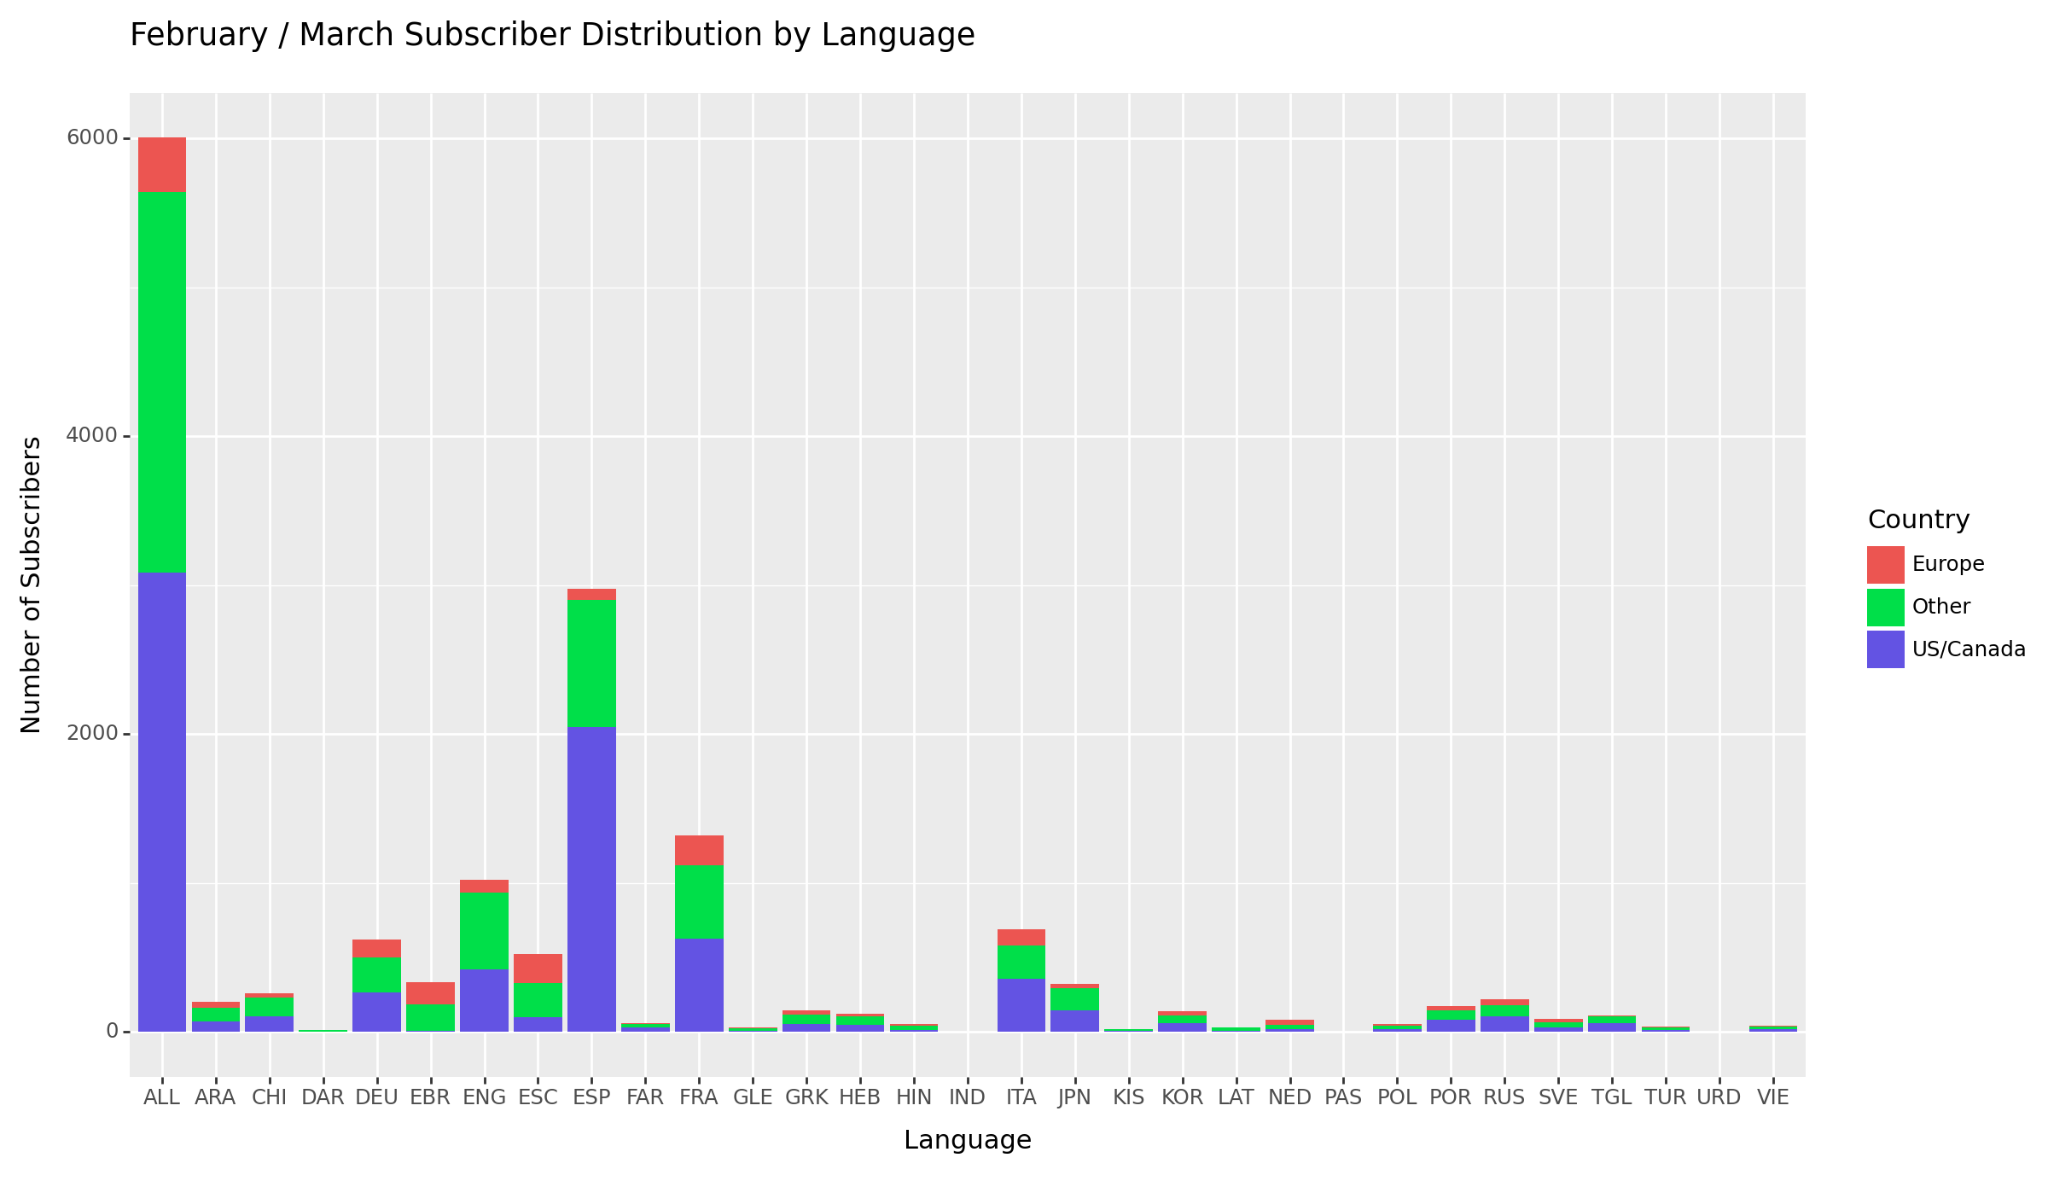 February / March Subscriber Distribution by Language
Number of Subscribers
6000
4000
2000
0
ALL ARA CHI DAR DEU EBR ENG ESC ESP FAR FRA GLE GRK HEB HIN IND ITA JPN KIS KOR LAT NED PAS POL POR RUS SVE TGL TUR URD VIE
Language
Country
Europe
Other
US/Canada